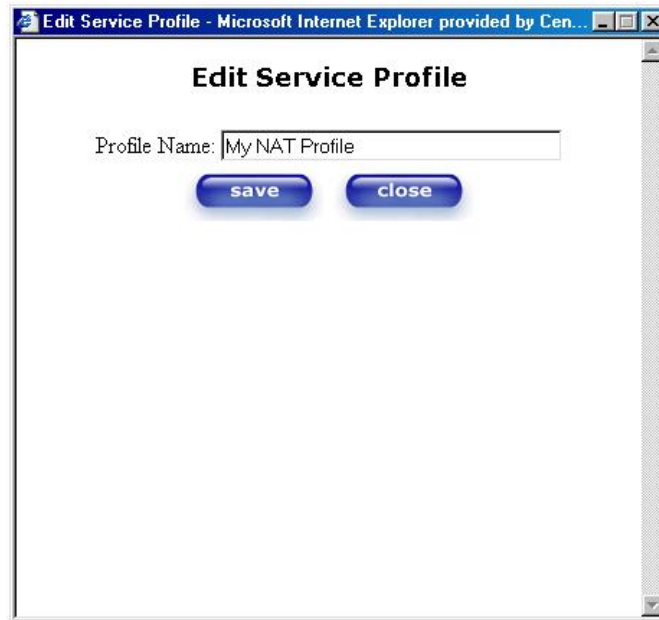 Edit Service Profile - Microsoft Internet Explorer provided by Cen...
Edit Service Profile
Profile Name: My NAT Profile
save close